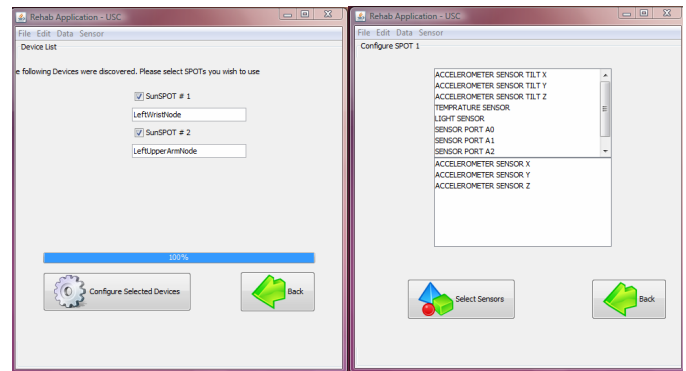 Rehab Application - USC
File Edit Data Sensor
Device List
e following Devices were discovered. Please select SPOTs you wish to use
SunSPOT # 1
LeftWristNode
SunSPOT # 2
LeftUpperArmNode
100%
Configure Selected Devices
Back
Rehab Application - USC
File Edit Data Sensor
Configure SPOT 1
ACCELEROMETER SENSOR TILT X
ACCELEROMETER SENSOR TILT Y
ACCELEROMETER SENSOR TILT Z
TEMPRATURE SENSOR
LIGHT SENSOR
SENSOR PORT A0
SENSOR PORT A1
SENSOR PORT A2
ACCELEROMETER SENSOR X
ACCELEROMETER SENSOR Y
ACCELEROMETER SENSOR Z
Select Sensors
Back